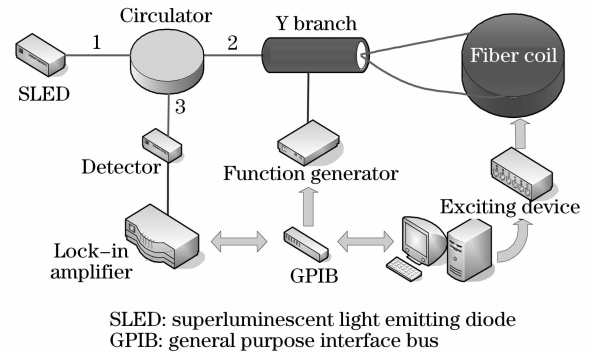 Circulator
Y branch
1
2
Fiber coil
SLED
3
Detector
Function generator
Exciting device
Lock-in
amplifier
GPIB
SLED: superluminescent light emitting diode
GPIB: general purpose interface bus